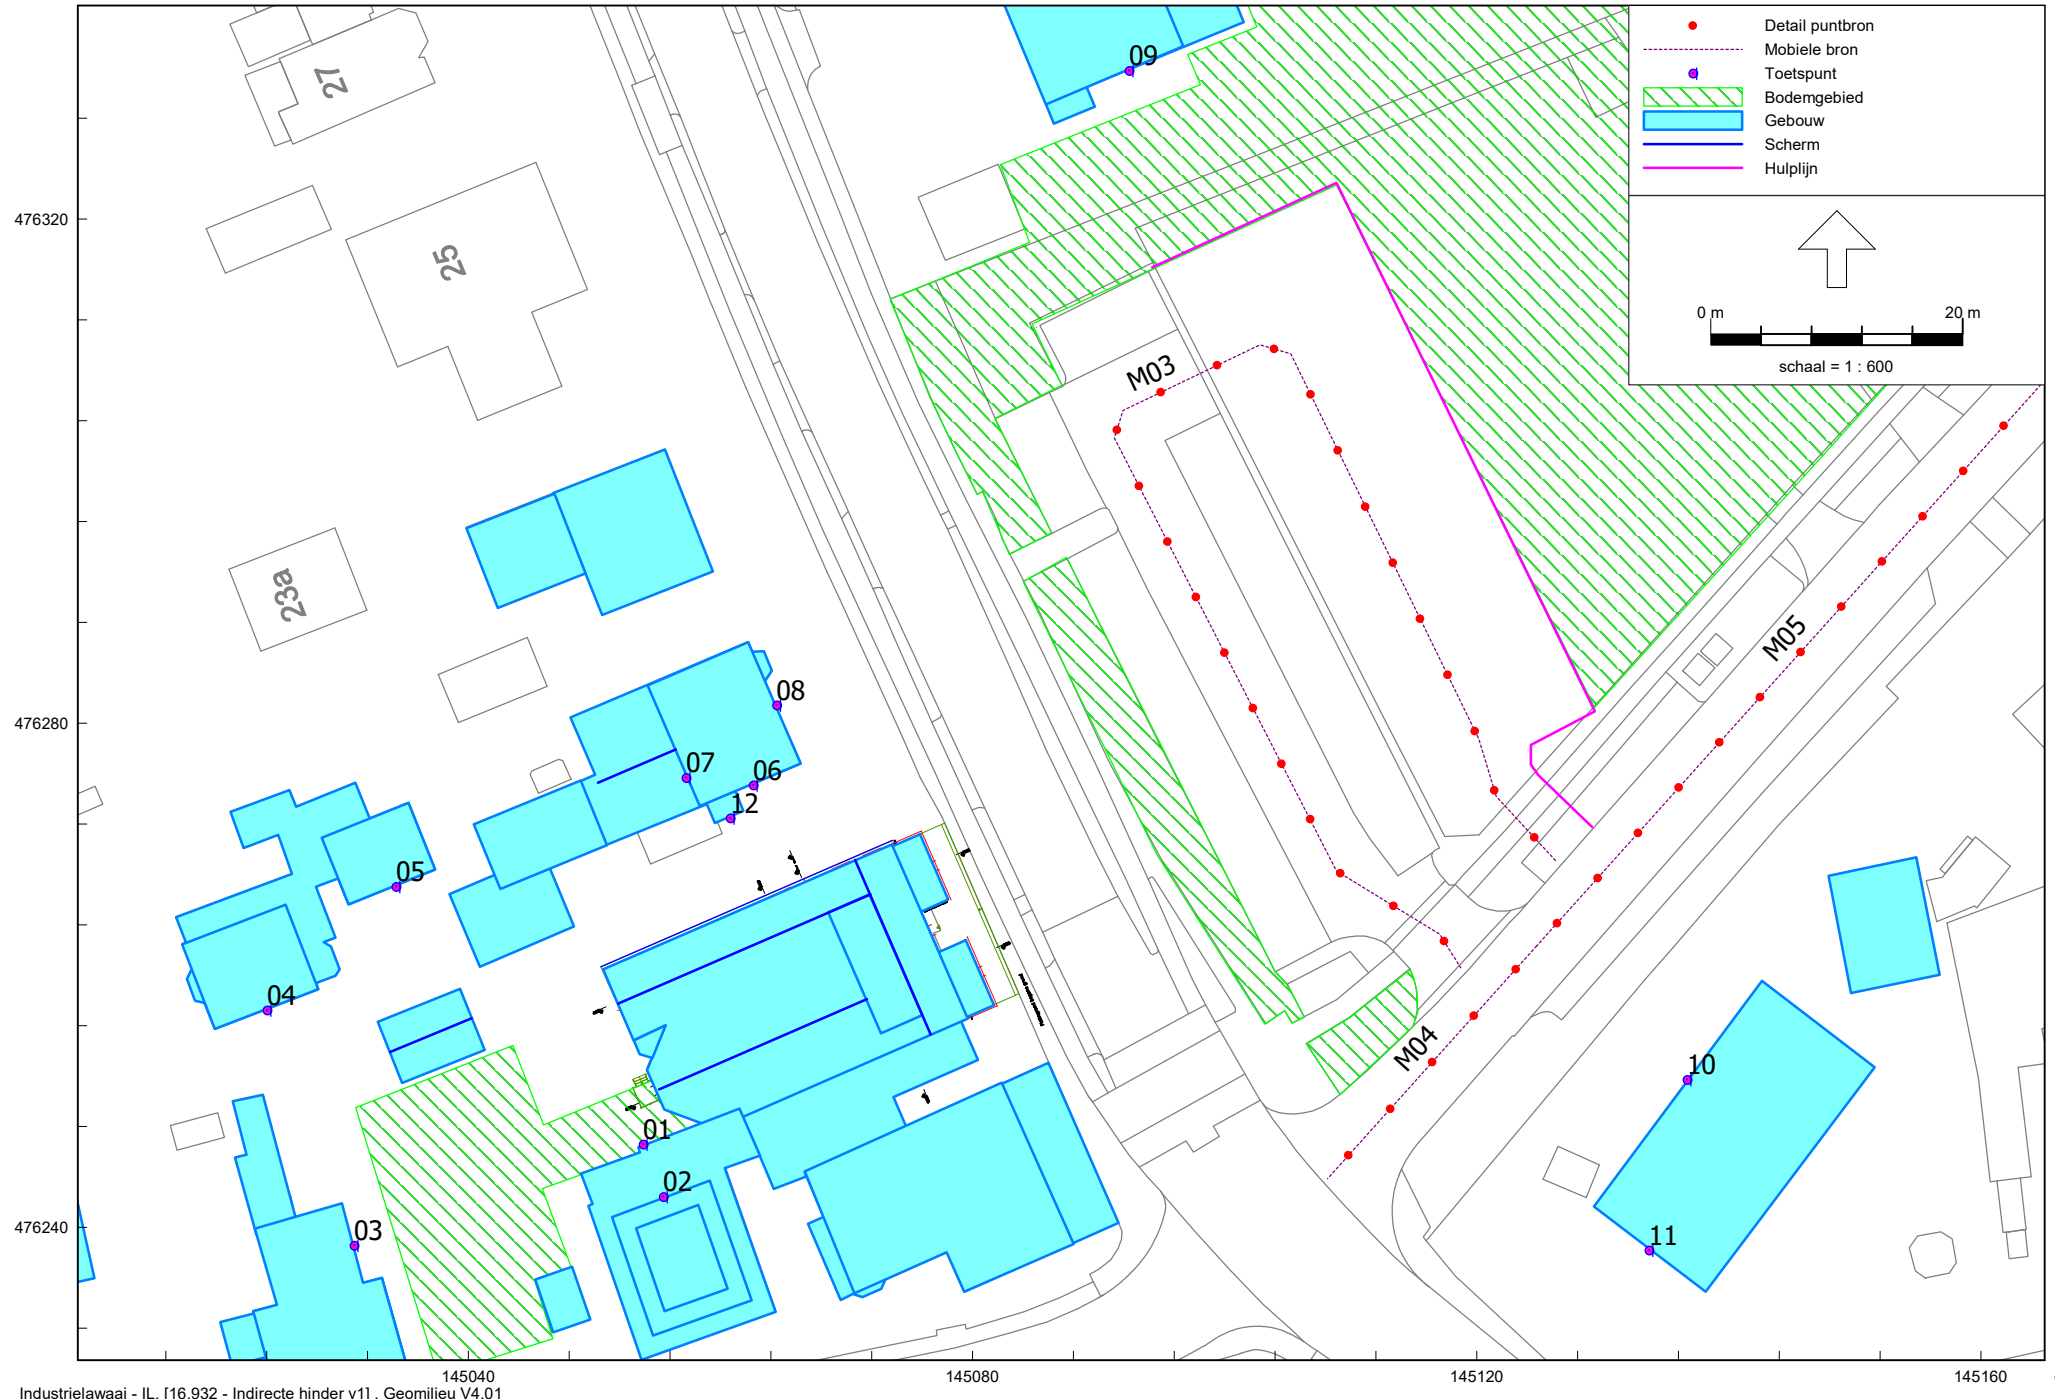 Detail puntbron
Mobiele bron
Toetspunt
Bodemgebied
Gebouw
Scherm
Hulplijn
0 m 20 m
schaal = 1 : 600
09
27
476320
25
M03
23a
M05
08
476280
07
06
12
05
04
M04
10
01
02
476240
03
11
145040 145080 145120 145160
Industrielawaai - IL, [16.932 - Indirecte hinder v1] , Geomilieu V4.01